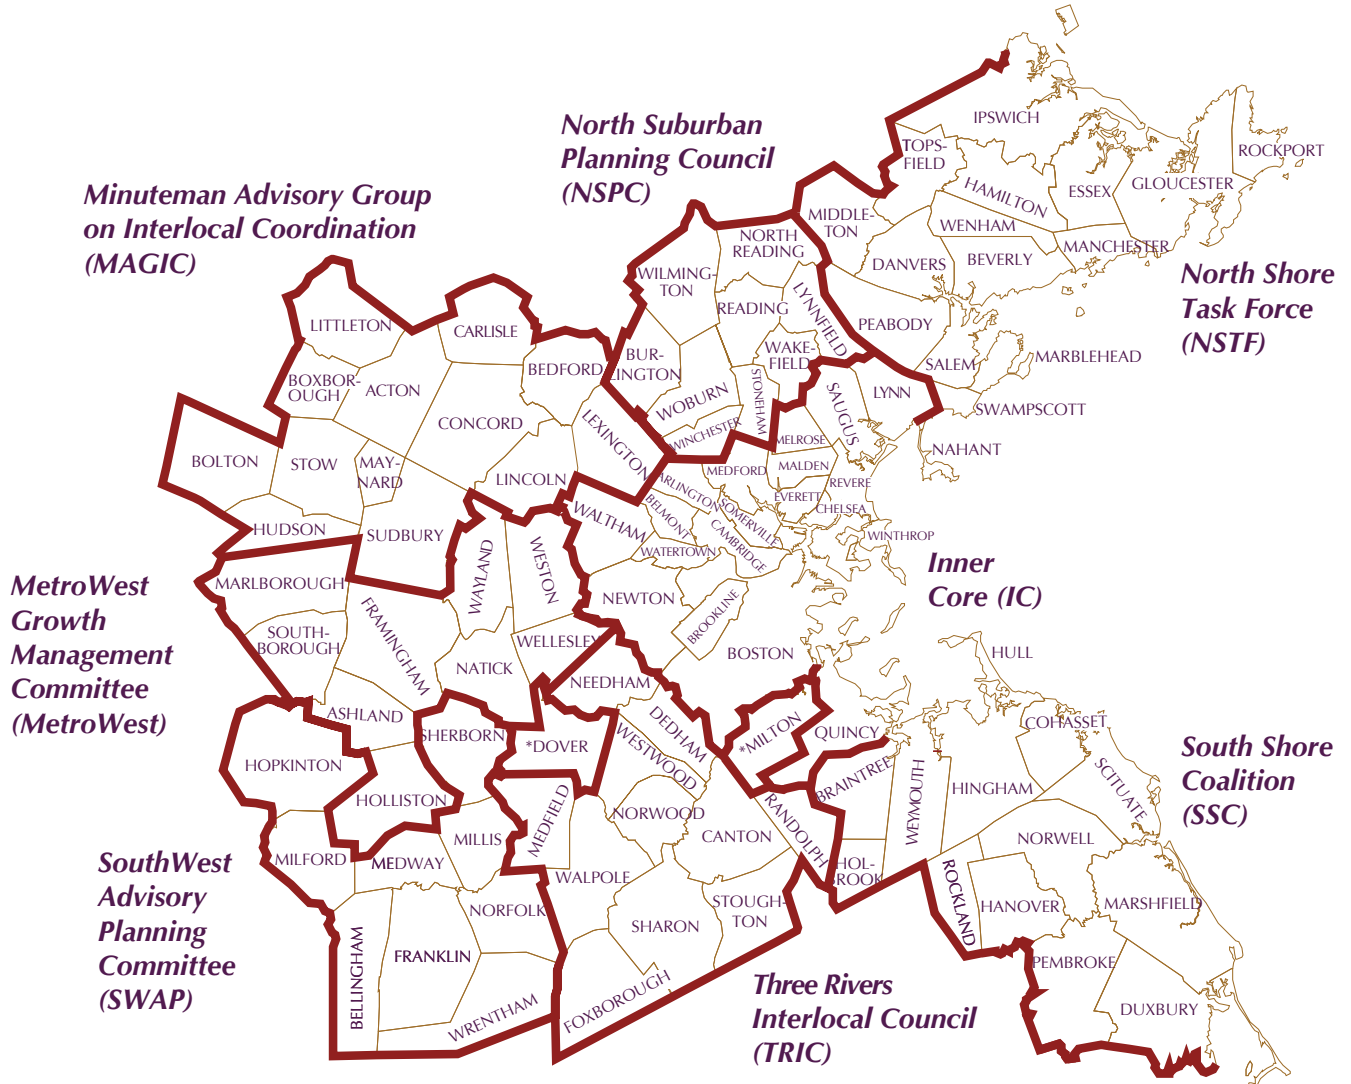 North Suburban
Planning Council
(NSPC)
Minuteman Advisory Group
on Interlocal Coordination
(MAGIC)
North Shore
Task Force
(NSTF)
MetroWest
Growth
Management
Committee
(MetroWest)
Inner
Core (IC)
South Shore
Coalition
(SSC)
SouthWest
Advisory
Planning
Committee
(SWAP)
Three Rivers
Interlocal Council
(TRIC)
IPSWICH
TOPS-
FIELD
ROCKPORT
GLOUCESTER
HAMILTON
ESSEX
MIDDLE-
TON
WENHAM
MANCHESTER
DANVERS
BEVERLY
PEABODY
SALEM
MARBLEHEAD
SWAMPSCOTT
NAHANT
NORTH
READING
WILMING-
TON
READING
LYNNFIELD
WAKE-
FIELD
BUR-
LINGTON
WOBURN
STONEHAM
WINCHESTER
LITTLETON
CARLISLE
BEDFORD
BOXBOR-
OUGH
ACTON
CONCORD
LEXINGTON
BOLTON
STOW
MAY-
NARD
LINCOLN
HUDSON
SUDBURY
LYNN
SAUGUS
MELROSE
MEDFORD
MALDEN
REVERE
EVERETT
CHELSEA
WINTHROP
ARLINGTON
SOMERVILLE
BELMONT
CAMBRIDGE
WALTHAM
WATERTOWN
NEWTON
BROOKLINE
BOSTON
MARLBOROUGH
SOUTH-
BOROUGH
FRAMINGHAM
WAYLAND
WESTON
WELLESLEY
NATICK
ASHLAND
HOLLISTON
HOPKINTON
SHERBORN
MILFORD
MEDWAY
MILLIS
NORFOLK
FRANKLIN
BELLINGHAM
WRENTHAM
*DOVER
NEEDHAM
DEDHAM
WESTWOOD
*MILTON
MEDFIELD
NORWOOD
CANTON
RANDOLPH
WALPOLE
SHARON
STOUGH-
TON
FOXBOROUGH
QUINCY
BRAINTREE
WEYMOUTH
HOL-
BROOK
HULL
COHASSET
HINGHAM
SCITUATE
NORWELL
ROCKLAND
HANOVER
MARSHFIELD
PEMBROKE
DUXBURY